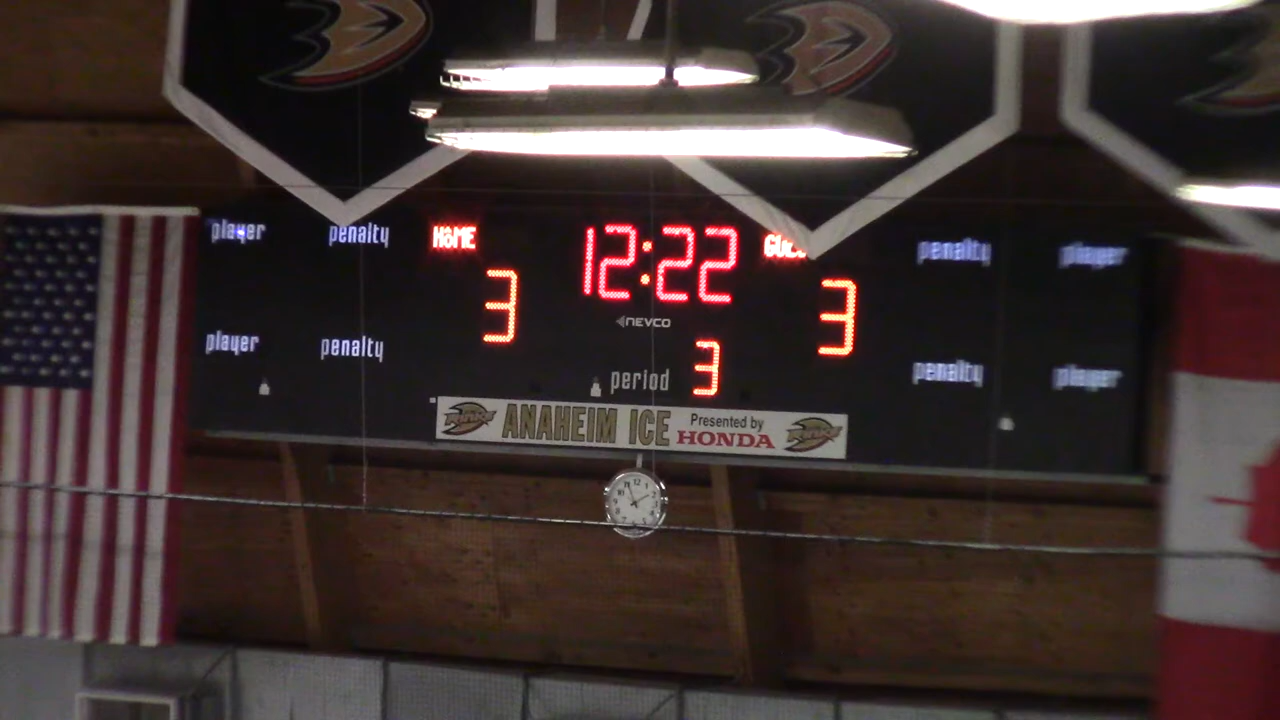 player penalty HOME 12:22 penalty player
3 3
NEVCO
player penalty period 3 penalty player
ANAHEIM ICE Presented by HONDA
12